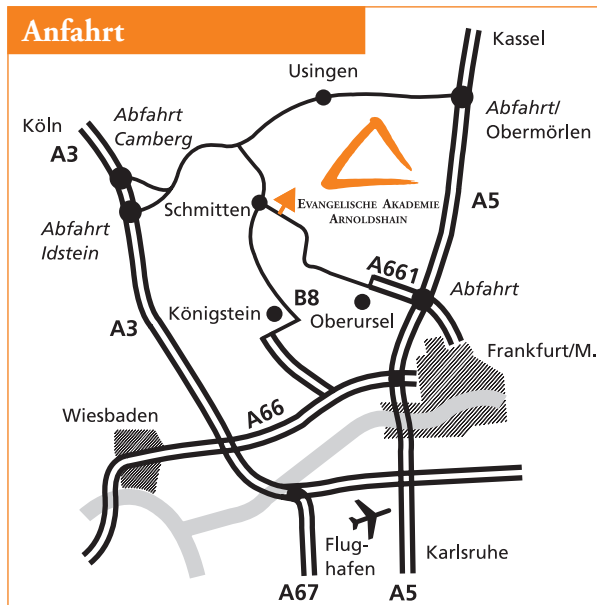 Anfahrt
Kassel
Usingen
Abfahrt
Camberg
Köln
A3
Abfahrt/
Obermörlen
Schmitten
EVANGELISCHE AKADEMIE
ARNOLDSHAIN
A5
Abfahrt
Idstein
A661
Abfahrt
B8
Königstein
Oberursel
A3
Frankfurt/M.
A66
Wiesbaden
Flug-
hafen
Karlsruhe
A67
A5